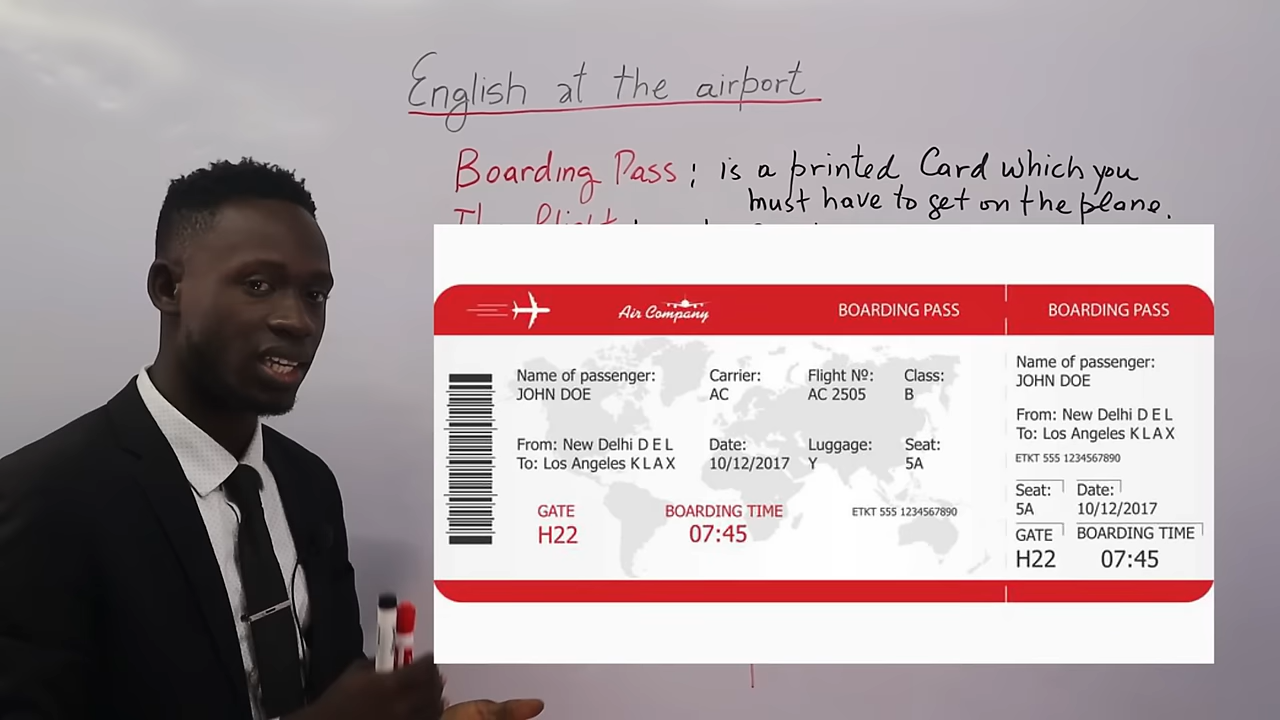 English at the airport
Boarding Pass : is a printed Card which you
must have to get on the plane.
Air Company
BOARDING PASS
BOARDING PASS
Name of passenger:
JOHN DOE
Carrier:
AC
Flight Nº:
AC 2505
Class:
B
From: New Delhi D E L
To: Los Angeles K L A X
Date:
10/12/2017
Luggage:
Y
Seat:
5A
GATE
H22
BOARDING TIME
07:45
ETKT 555 1234567890
Name of passenger:
JOHN DOE
From: New Delhi D E L
To: Los Angeles K L A X
ETKT 555 1234567890
Seat:
5A
Date:
10/12/2017
GATE
H22
BOARDING TIME
07:45